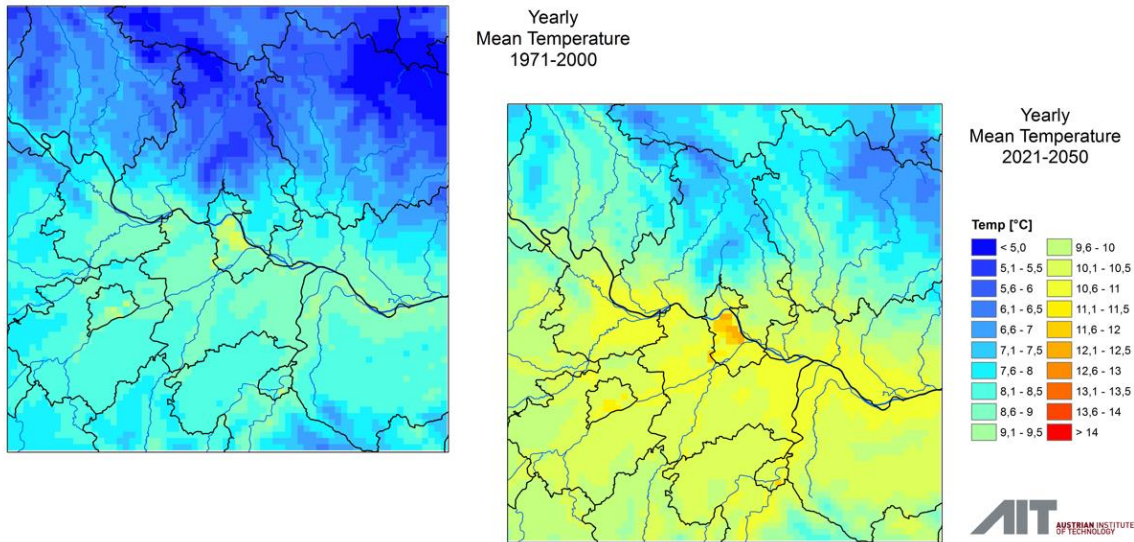 Yearly
Mean Temperature
1971-2000
Yearly
Mean Temperature
2021-2050
Temp [°C]
< 5,0
5,1 - 5,5
5,6 - 6
6,1 - 6,5
6,6 - 7
7,1 - 7,5
7,6 - 8
8,1 - 8,5
8,6 - 9
9,1 - 9,5
9,6 - 10
10,1 - 10,5
10,6 - 11
11,1 - 11,5
11,6 - 12
12,1 - 12,5
12,6 - 13
13,1 - 13,5
13,6 - 14
> 14
AIT AUSTRIAN INSTITUTE
OF TECHNOLOGY